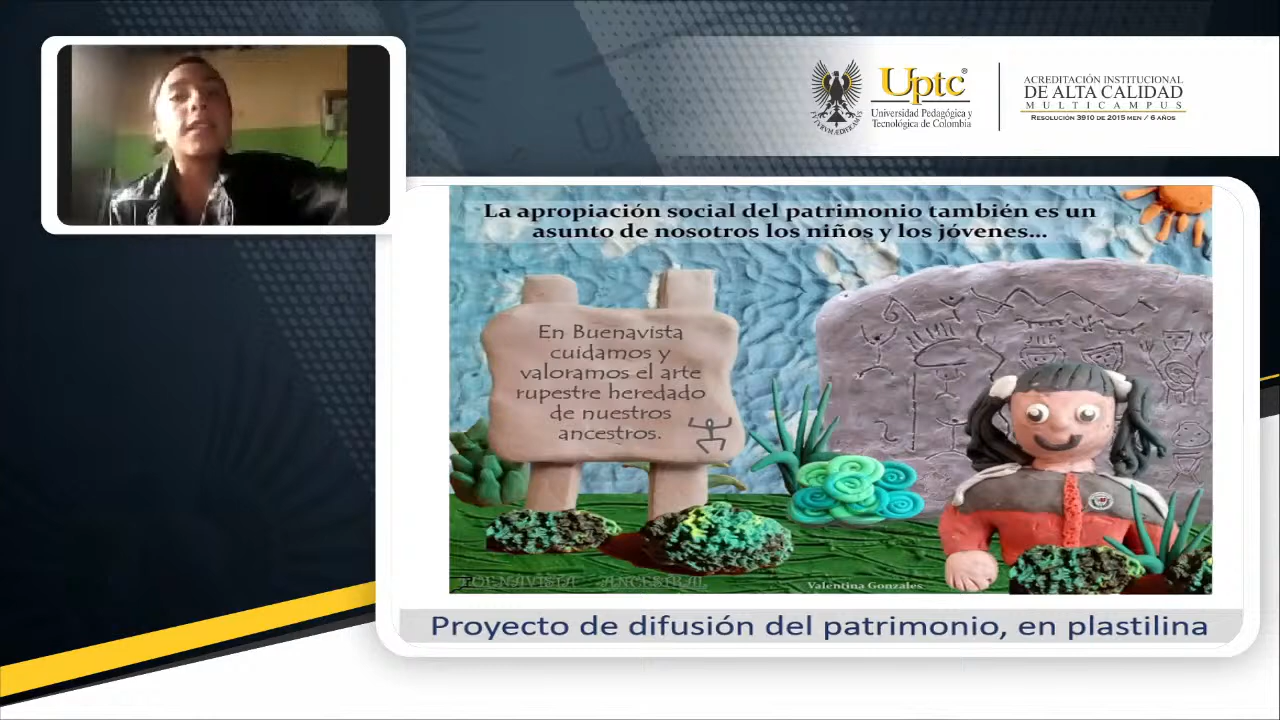 Uptc®
Universidad Pedagógica y
Tecnológica de Colombia
ACREDITACIÓN INSTITUCIONAL
DE ALTA CALIDAD
MULTICAMPUS
RESOLUCIÓN 3910 DE 2015 MEN / 6 AÑOS
La apropiación social del patrimonio también es un
asunto de nosotros los niños y los jóvenes...
En Buenavista
cuidamos y
valoramos el arte
rupestre heredado
de nuestros
ancestros.
ANCESTRAL
Valentina Gonzales
Proyecto de difusión del patrimonio, en plastilina